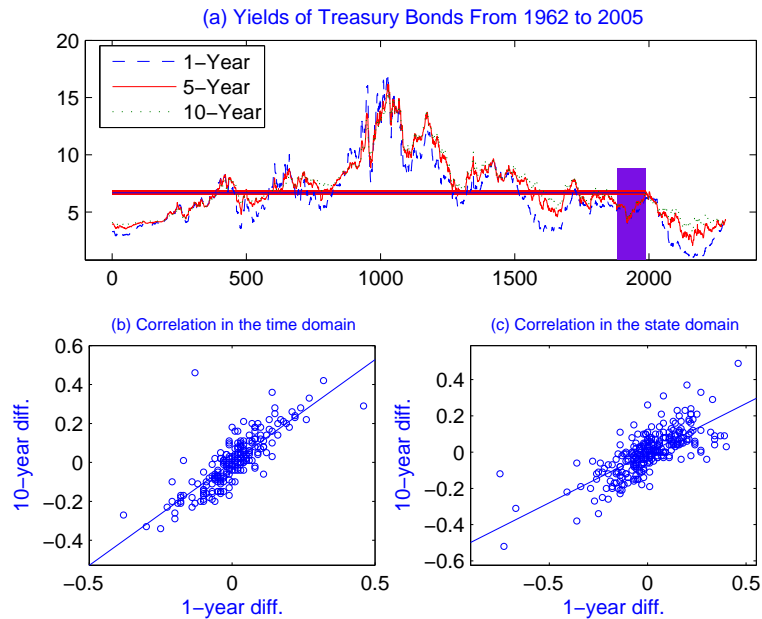 (a) Yields of Treasury Bonds From 1962 to 2005
20
15
10
5
1−Year
5−Year
10−Year
0
500
1000
1500
2000
(b) Correlation in the time domain
0.6
0.4
0.2
0
−0.2
−0.4
10−year diff.
−0.5
0
0.5
1−year diff.
(c) Correlation in the state domain
0.4
0.2
0
−0.2
−0.4
−0.6
10−year diff.
−0.5
0
0.5
1−year diff.